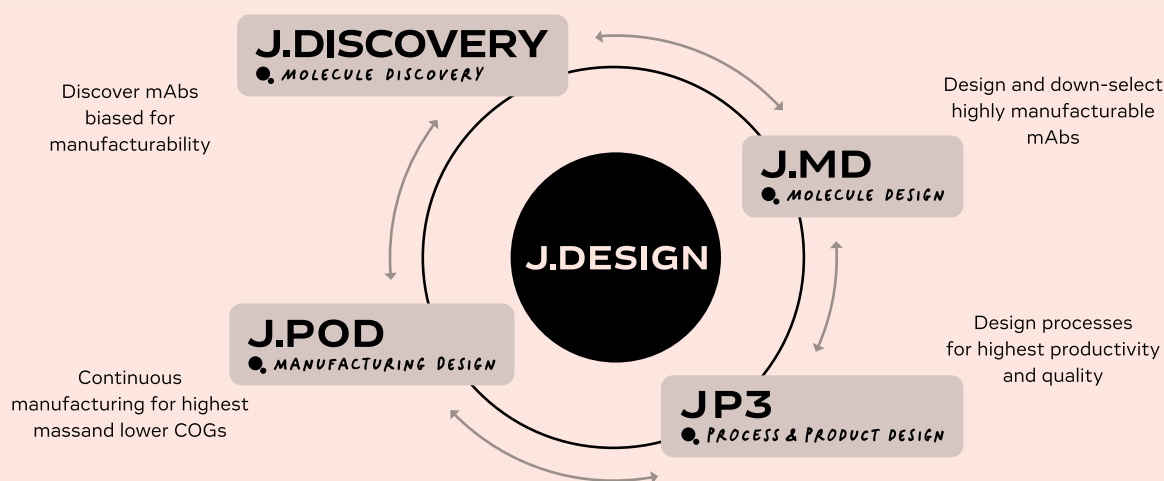 J.DISCOVERY
MOLECULE DISCOVERY
Discover mAbs
biased for
manufacturability
Design and down-select
highly manufacturable
mAbs
J.MD
MOLECULE DESIGN
J.DESIGN
J.POD
MANUFACTURING DESIGN
Design processes
for highest productivity
and quality
Continuous
manufacturing for highest
massand lower COGs
JP3
PROCESS & PRODUCT DESIGN